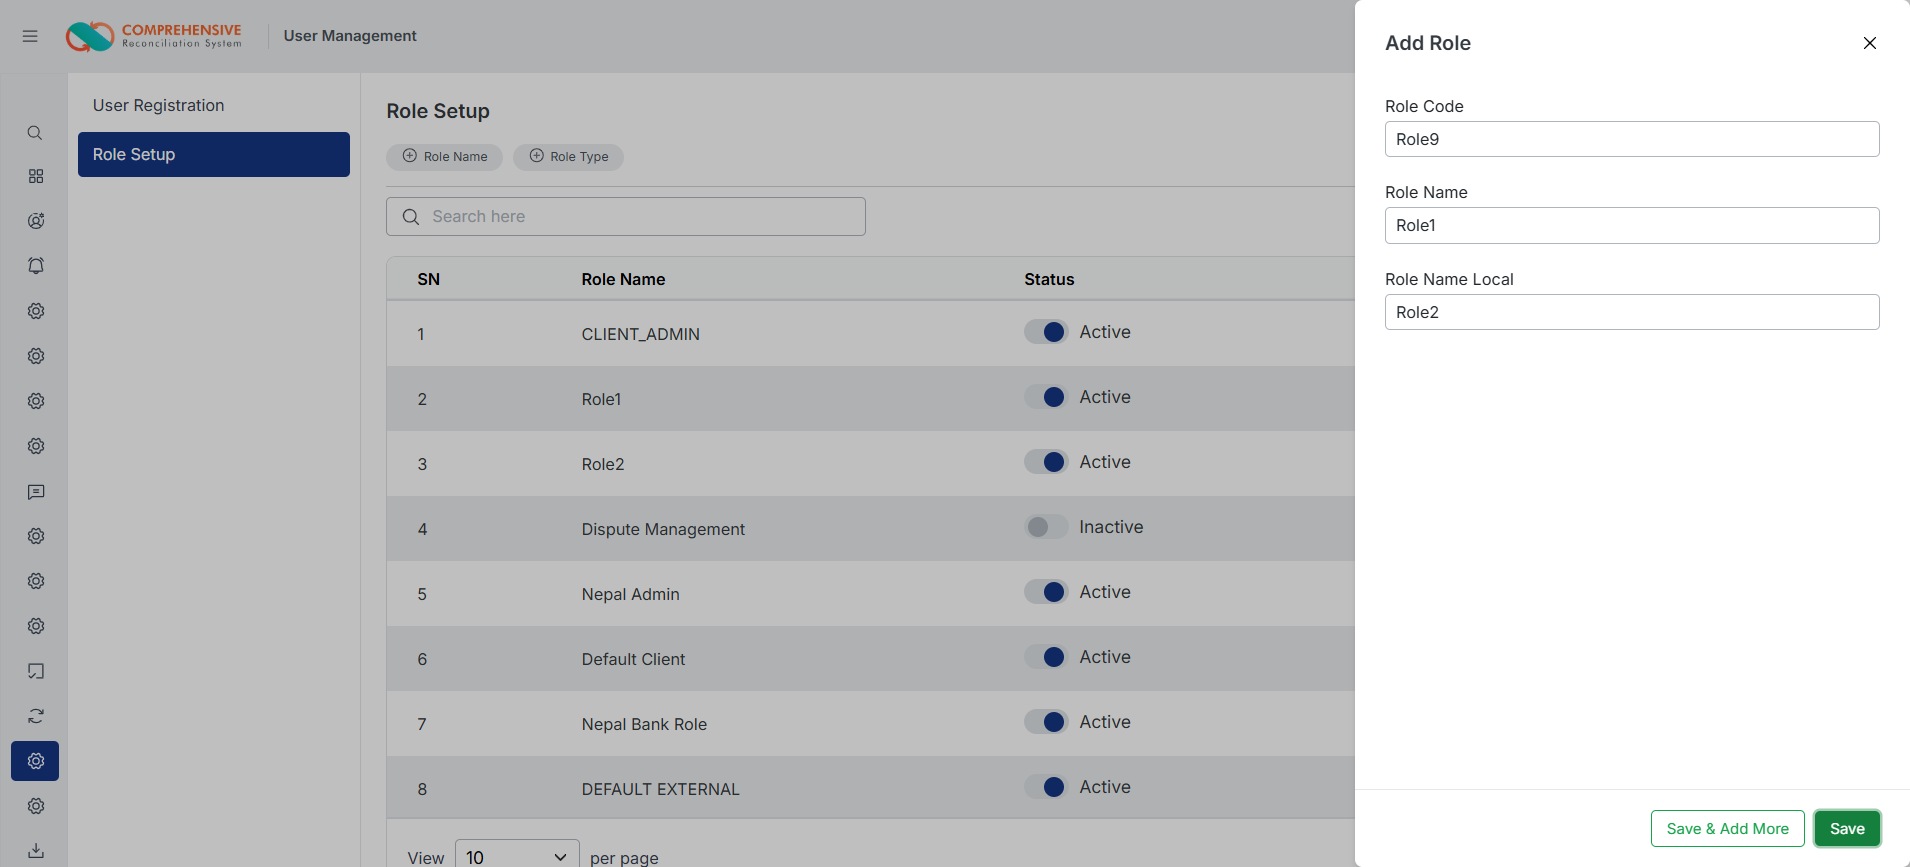 COMPREHENSIVE
Reconciliation System
User Management
User Registration
Role Setup
Role Setup
Role Name
Role Type
Search here
SN Role Name Status
1 CLIENT_ADMIN Active
2 Role1 Active
3 Role2 Active
4 Dispute Management Inactive
5 Nepal Admin Active
6 Default Client Active
7 Nepal Bank Role Active
8 DEFAULT EXTERNAL Active
View 10 per page
Add Role
Role Code
Role9
Role Name
Role1
Role Name Local
Role2
Save & Add More
Save